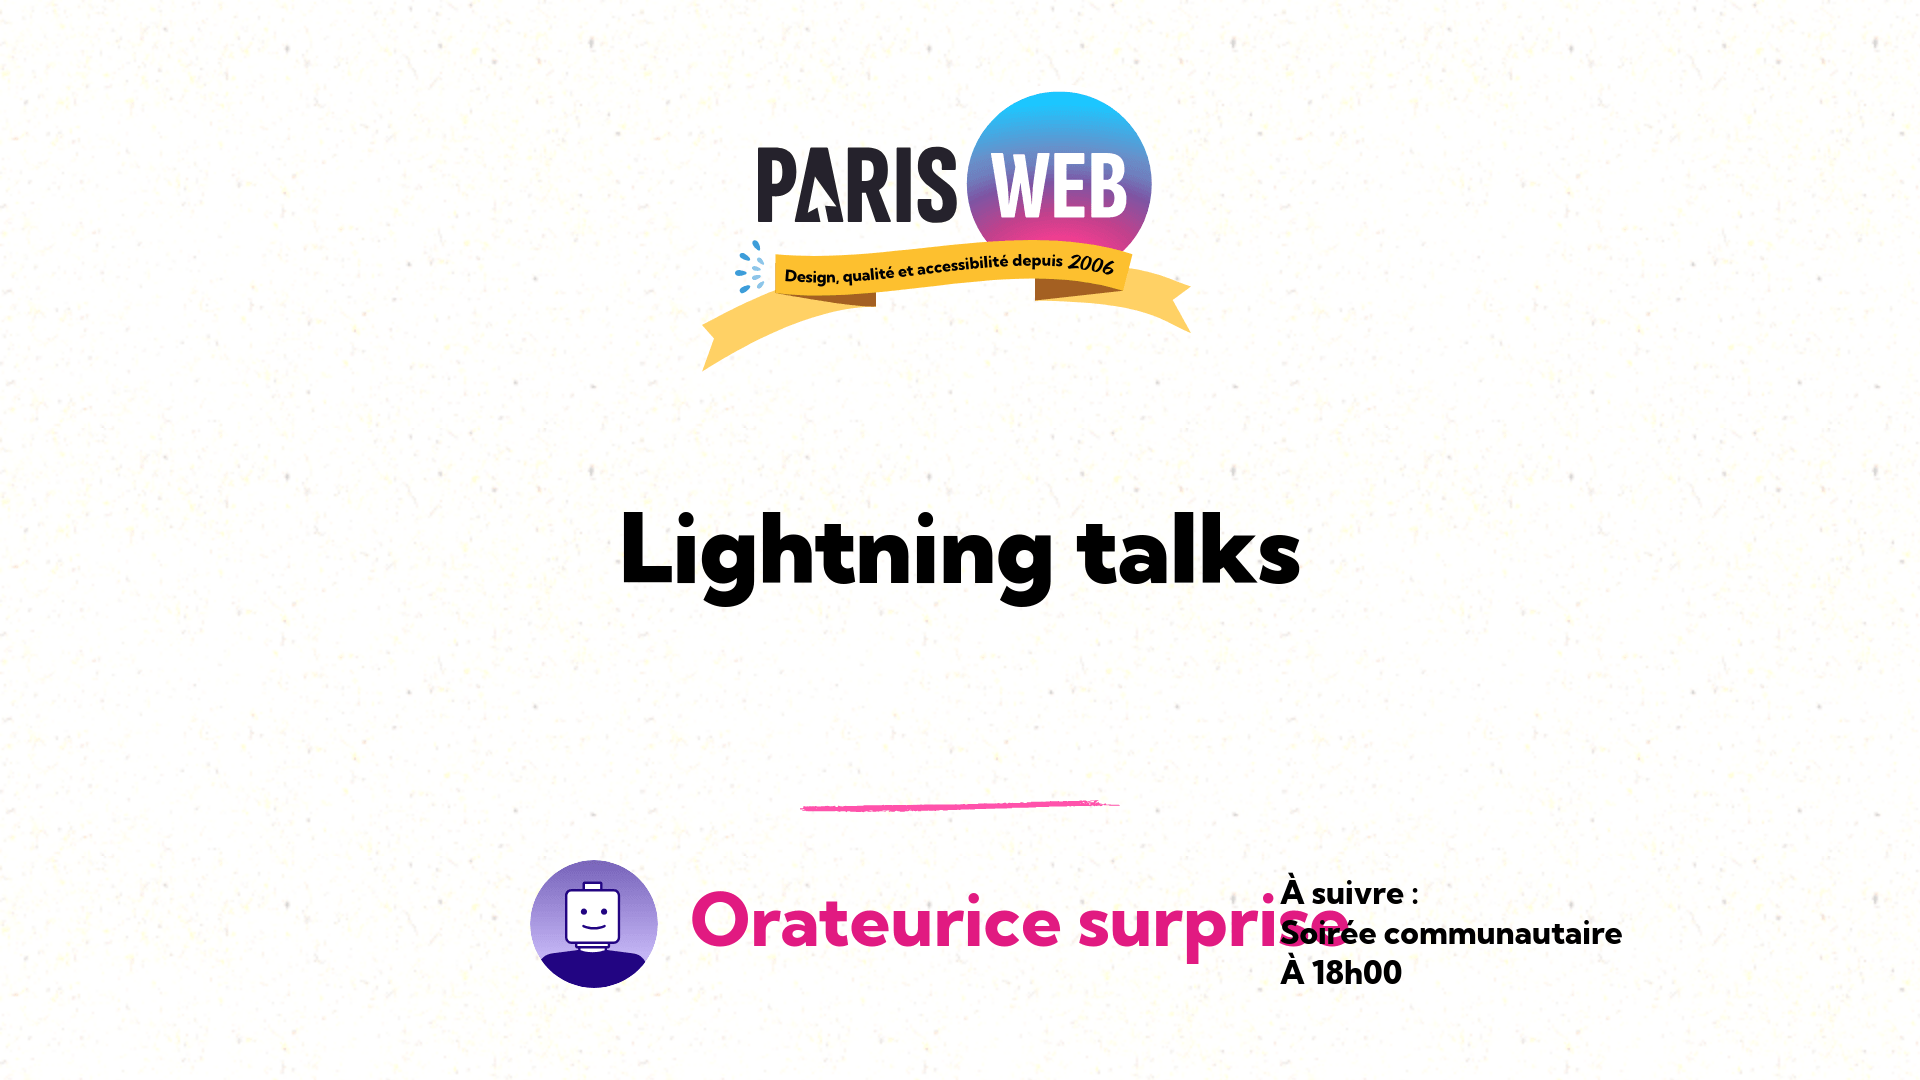 PARIS WEB
Design, qualité et accessibilité depuis 2006
Lightning talks
Orateurice surprise
À suivre :
Soirée communautaire
À 18h00